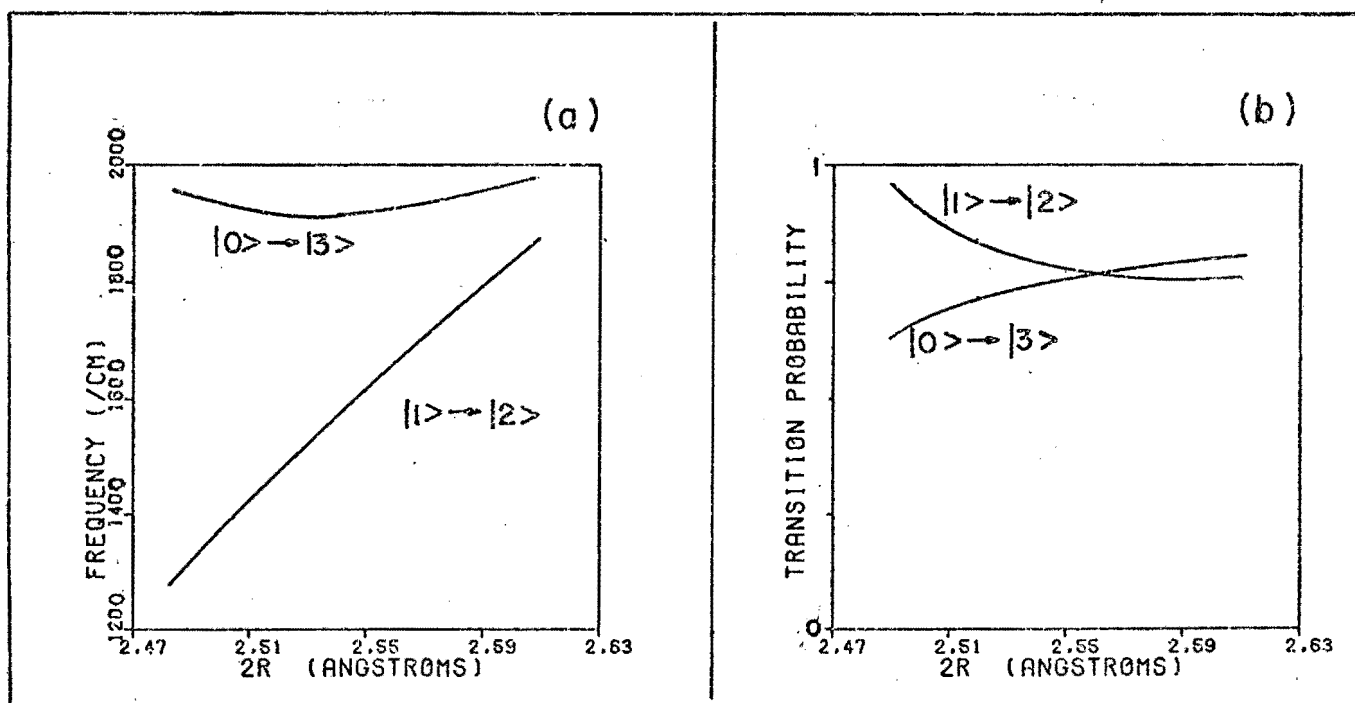 (a)
2000
1800
1600
1400
1200
FREQUENCY (/CM)
|0>→|3>
|1>→|2>
2.47 2.51 2.55 2.59 2.63
2R (ANGSTROMS)
(b)
1
0
TRANSITION PROBABILITY
|1>→|2>
|0>→|3>
2.47 2.51 2.55 2.59 2.63
2R (ANGSTROMS)